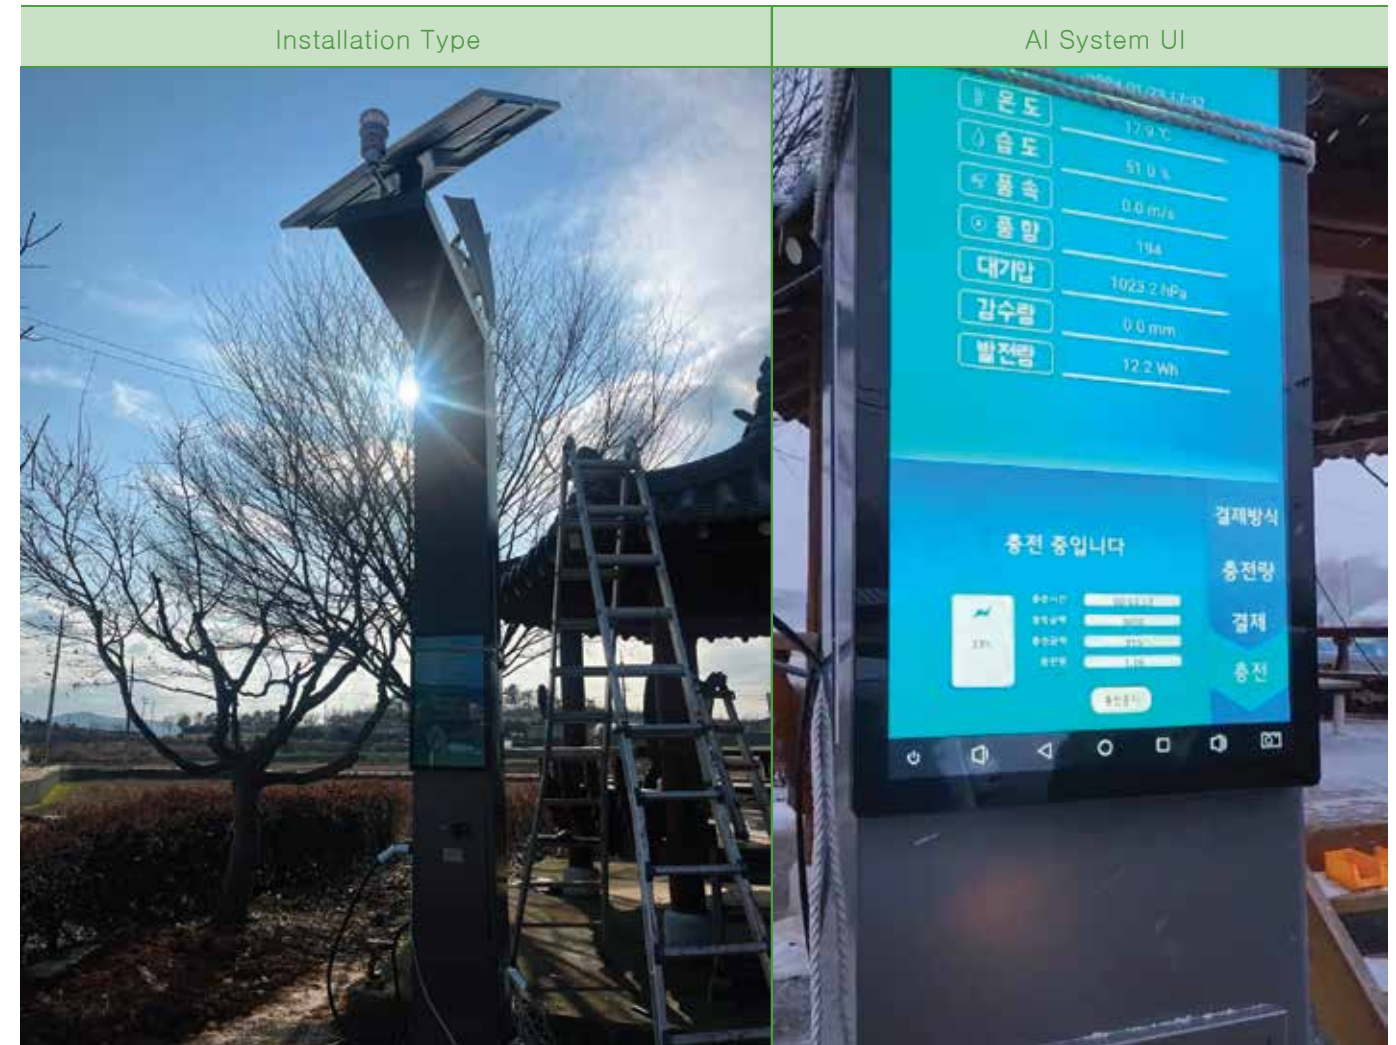 Installation Type
AI System UI
온도
17.9 ℃
습도
51.0 %
풍속
0.0 m/s
풍향
194
대기압
1023.2 hPa
강수량
0.0 mm
발전량
12.2 Wh
결제방식
충전 중입니다
충전량
결제
충전